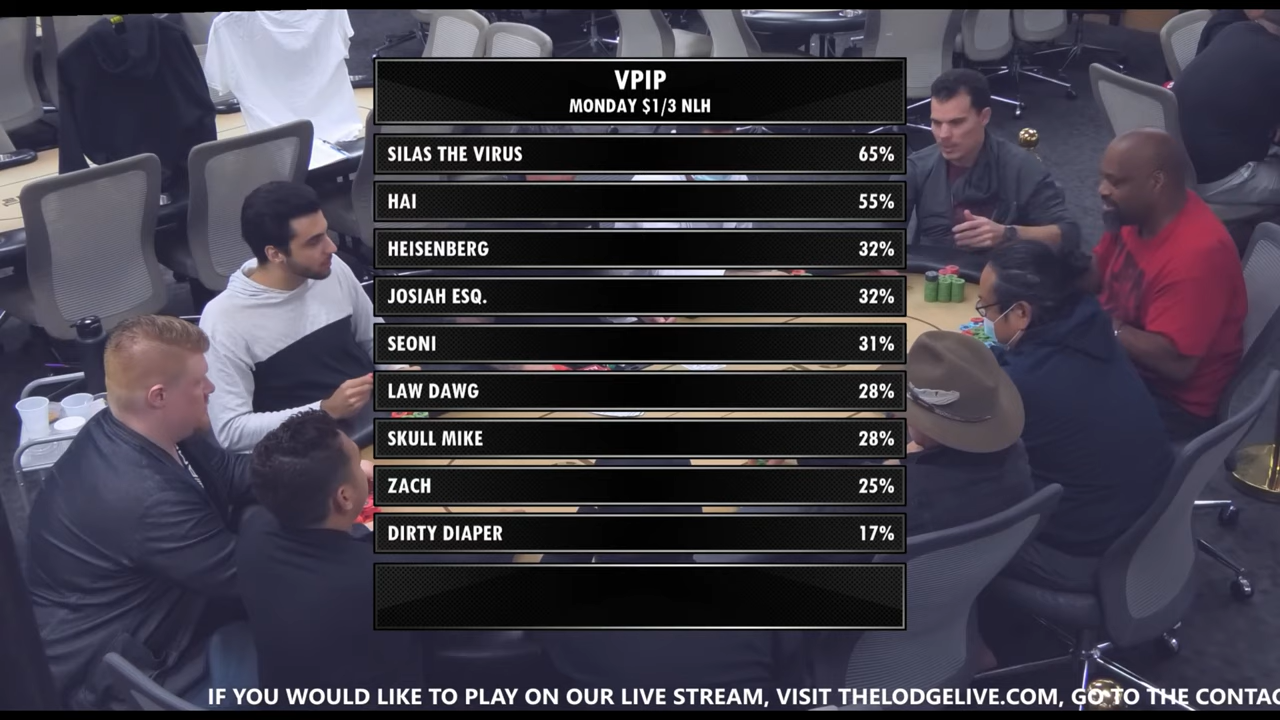 VPIP
MONDAY $1/3 NLH
SILAS THE VIRUS 65%
HAI 55%
HEISENBERG 32%
JOSIAH ESQ. 32%
SEONI 31%
LAW DAWG 28%
SKULL MIKE 28%
ZACH 25%
DIRTY DIAPER 17%
IF YOU WOULD LIKE TO PLAY ON OUR LIVE STREAM, VISIT THELODGELIVE.COM, GO TO THE CONTAC